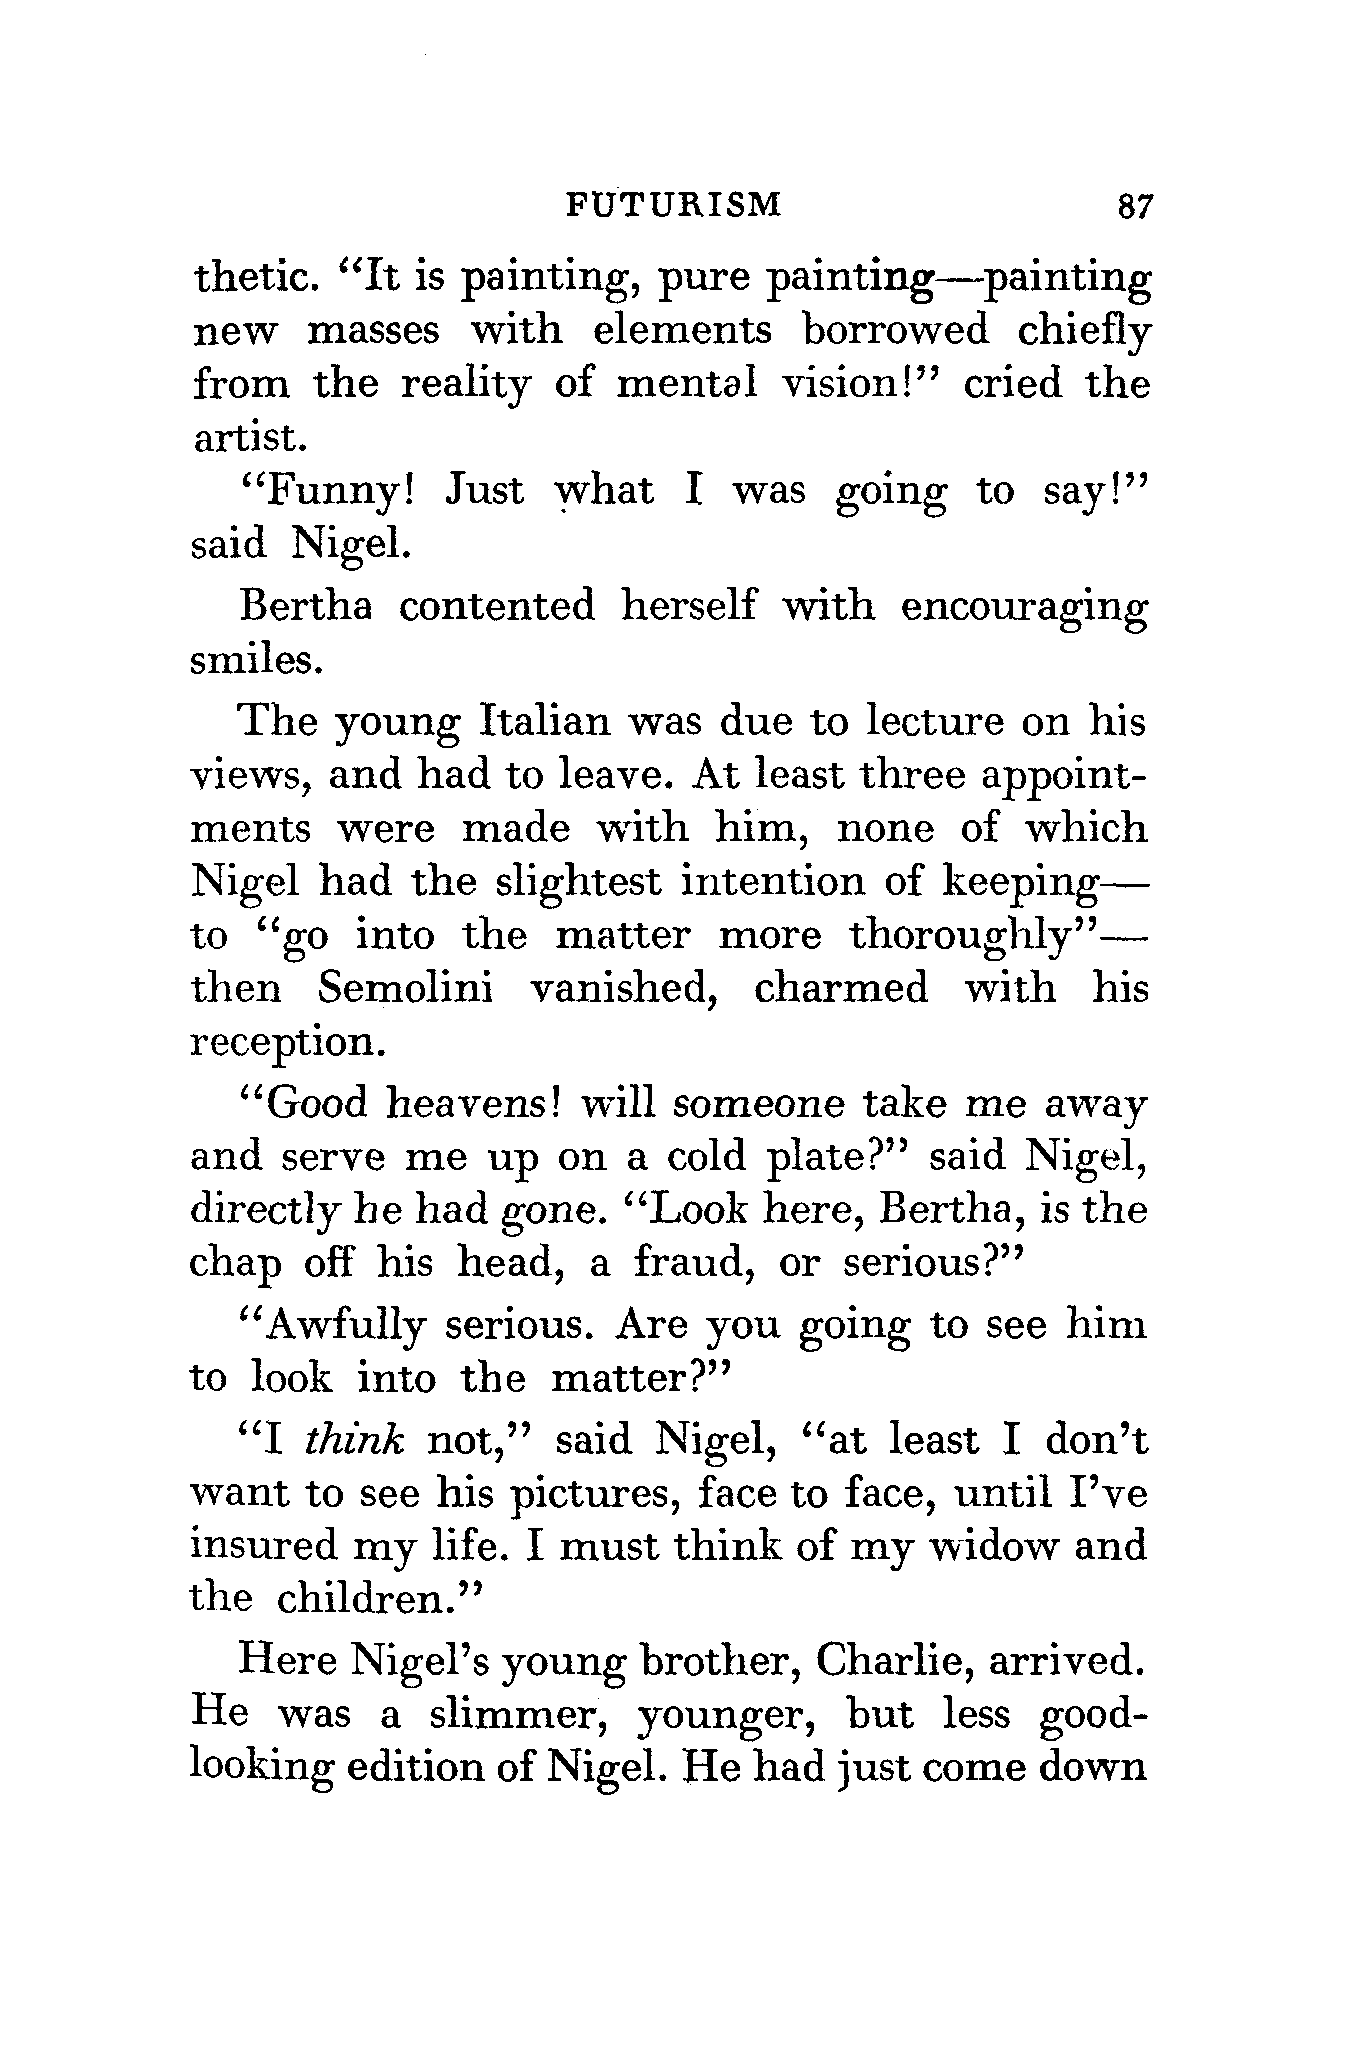 FUTURISM 87
thetic. “It is painting, pure painting—painting
new masses with elements borrowed chiefly
from the reality of mental vision!” cried the
artist.
“Funny! Just what I was going to say!”
said Nigel.
Bertha contented herself with encouraging
smiles.
The young Italian was due to lecture on his
views, and had to leave. At least three appoint-
ments were made with him, none of which
Nigel had the slightest intention of keeping—
to “go into the matter more thoroughly”—
then Semolini vanished, charmed with his
reception.
“Good heavens! will someone take me away
and serve me up on a cold plate?” said Nigel,
directly he had gone. “Look here, Bertha, is the
chap off his head, a fraud, or serious?”
“Awfully serious. Are you going to see him
to look into the matter?”
“I think not,” said Nigel, “at least I don’t
want to see his pictures, face to face, until I’ve
insured my life. I must think of my widow and
the children.”
Here Nigel’s young brother, Charlie, arrived.
He was a slimmer, younger, but less good-
looking edition of Nigel. He had just come down